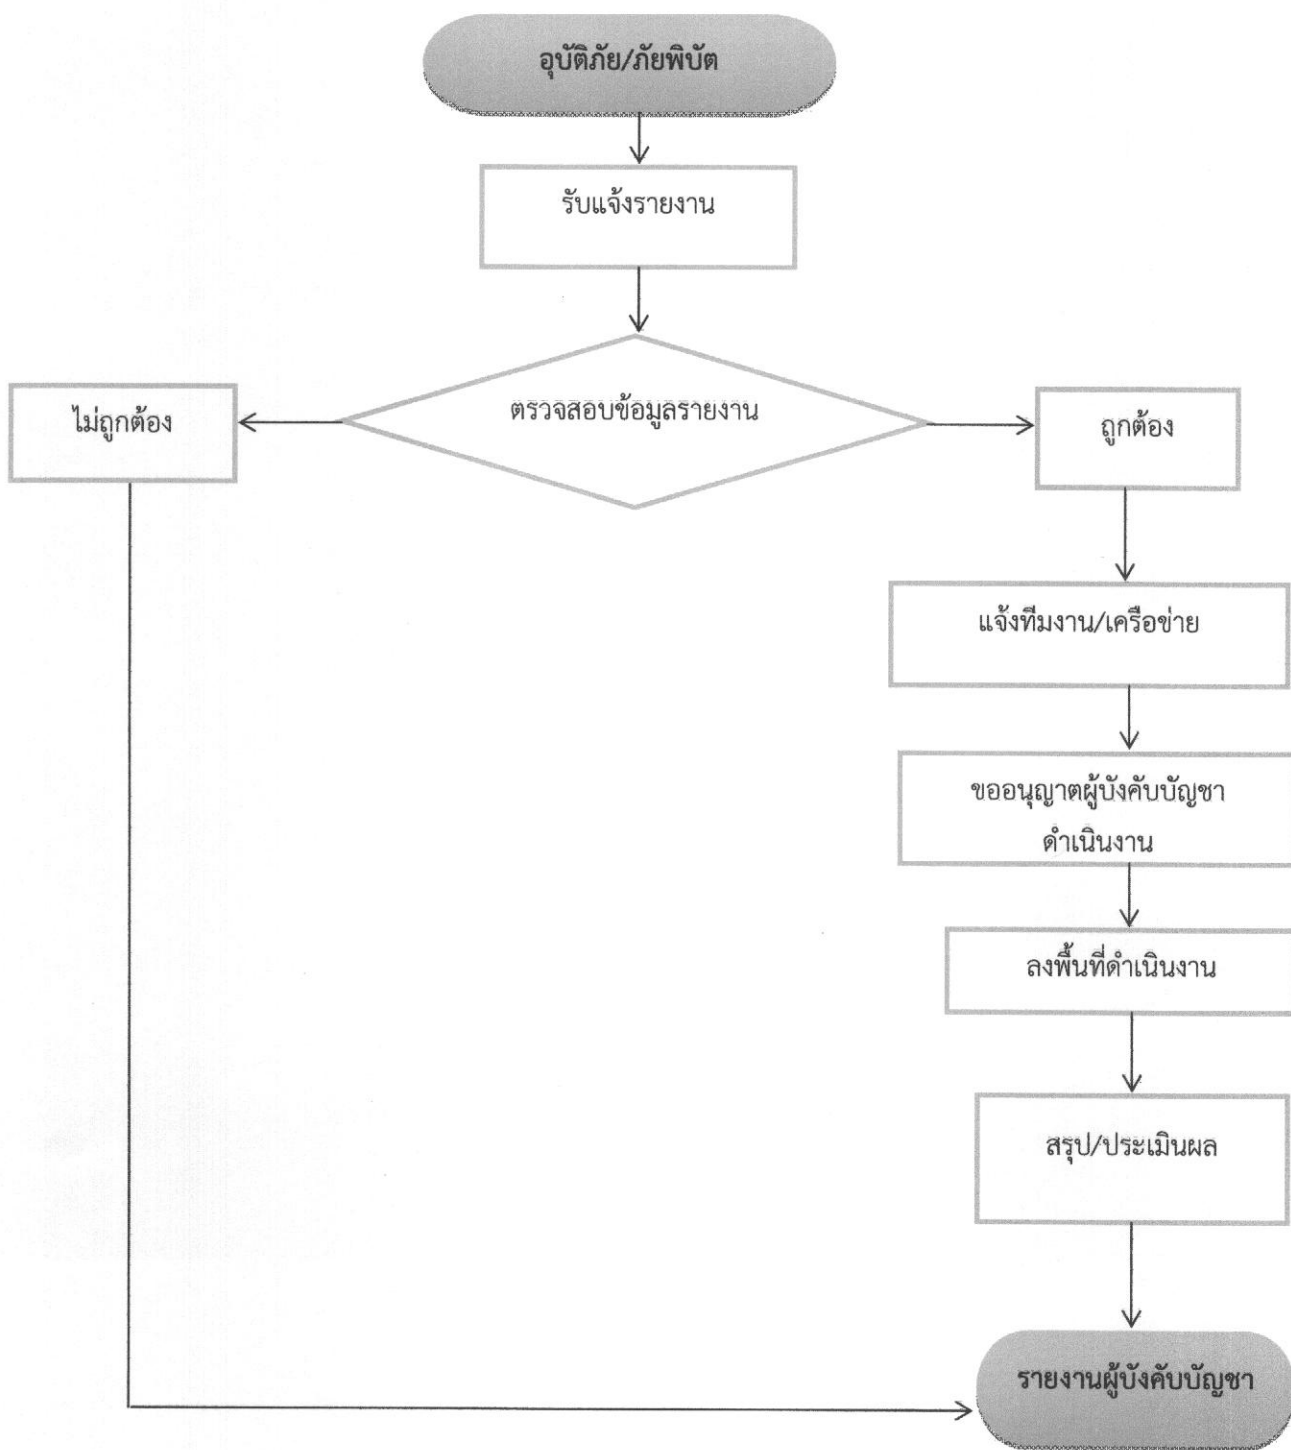 อุบัติภัย/ภัยพิบัต
รับแจ้งรายงาน
ตรวจสอบข้อมูลรายงาน
ไม่ถูกต้อง
ถูกต้อง
แจ้งทีมงาน/เครือข่าย
ขออนุญาตผู้บังคับบัญชา
ดำเนินงาน
ลงพื้นที่ดำเนินงาน
สรุป/ประเมินผล
รายงานผู้บังคับบัญชา